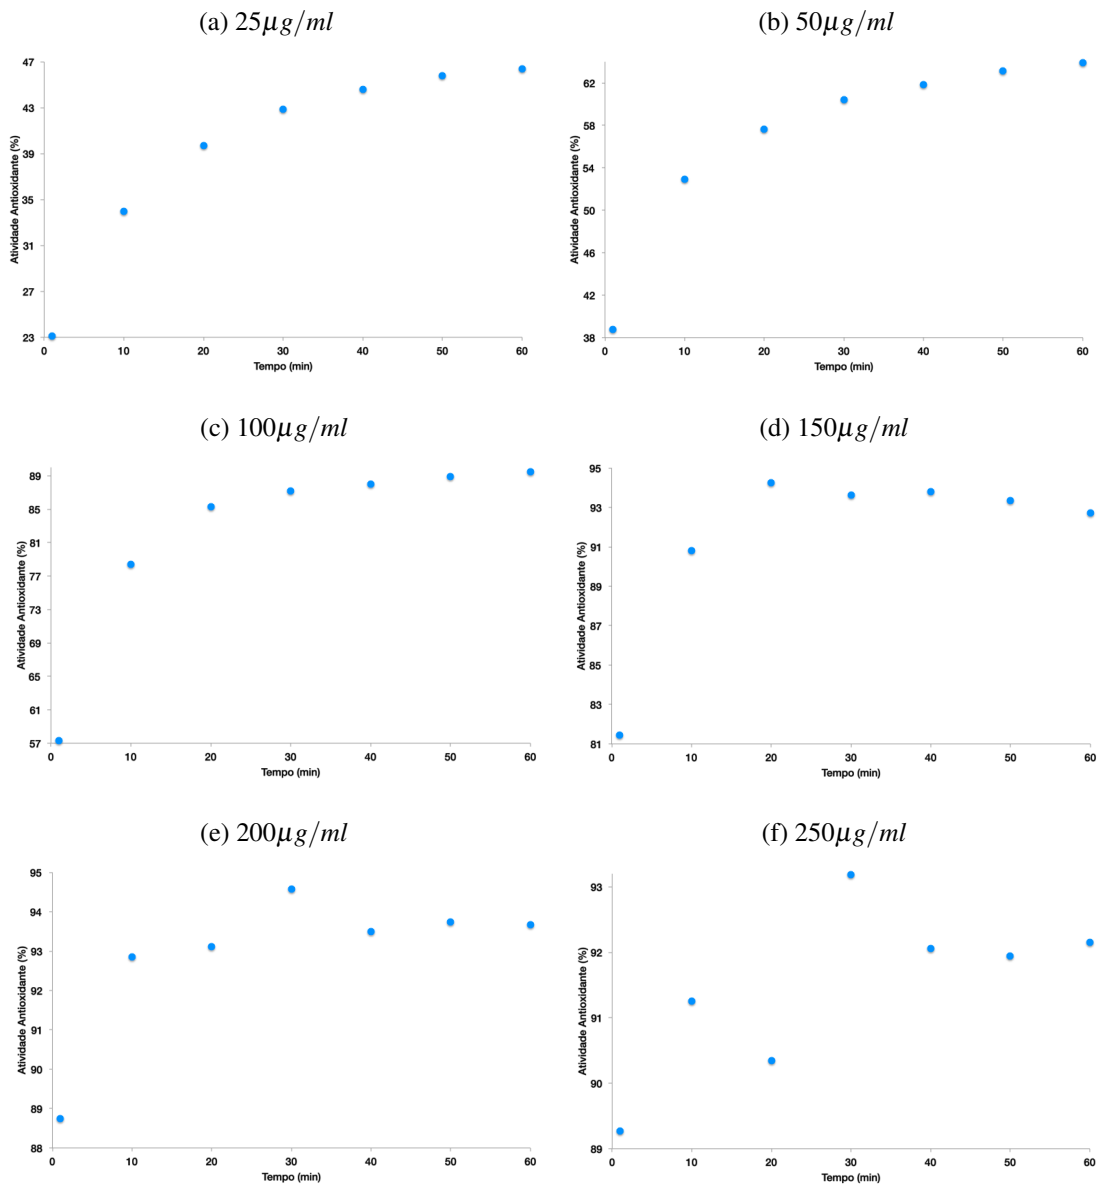 (a) 25μg/ml
Atividade Antioxidante (%)
47
43
39
35
31
27
23
0 10 20 30 40 50 60
Tempo (min)
(b) 50μg/ml
Atividade Antioxidante (%)
62
58
54
50
46
42
38
0 10 20 30 40 50 60
Tempo (min)
(c) 100μg/ml
Atividade Antioxidante (%)
89
85
81
77
73
69
65
61
57
0 10 20 30 40 50 60
Tempo (min)
(d) 150μg/ml
Atividade Antioxidante (%)
95
93
91
89
87
85
83
81
0 10 20 30 40 50 60
Tempo (min)
(e) 200μg/ml
Atividade Antioxidante (%)
95
94
93
92
91
90
89
88
0 10 20 30 40 50 60
Tempo (min)
(f) 250μg/ml
Atividade Antioxidante (%)
93
92
91
90
89
0 10 20 30 40 50 60
Tempo (min)